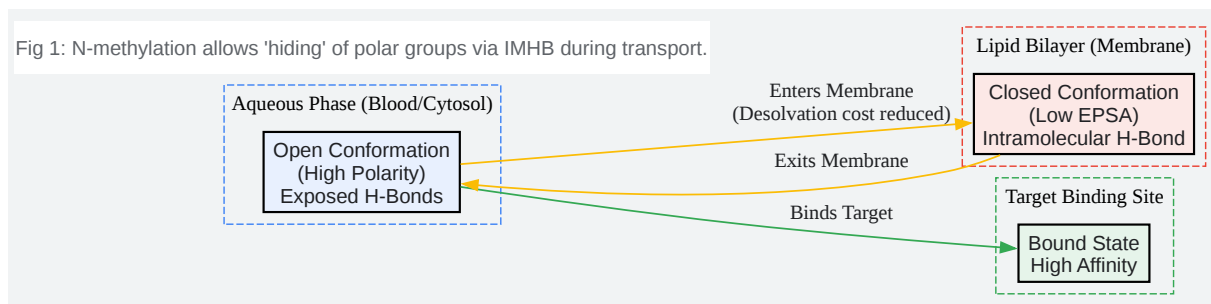 Fig 1: N-methylation allows 'hiding' of polar groups via IMHB during transport.
Aqueous Phase (Blood/Cytosol)
Open Conformation
(High Polarity)
Exposed H-Bonds
Enters Membrane
(Desolvation cost reduced)
Exits Membrane
Binds Target
Lipid Bilayer (Membrane)
Closed Conformation
(Low EPSA)
Intramolecular H-Bond
Target Binding Site
Bound State
High Affinity